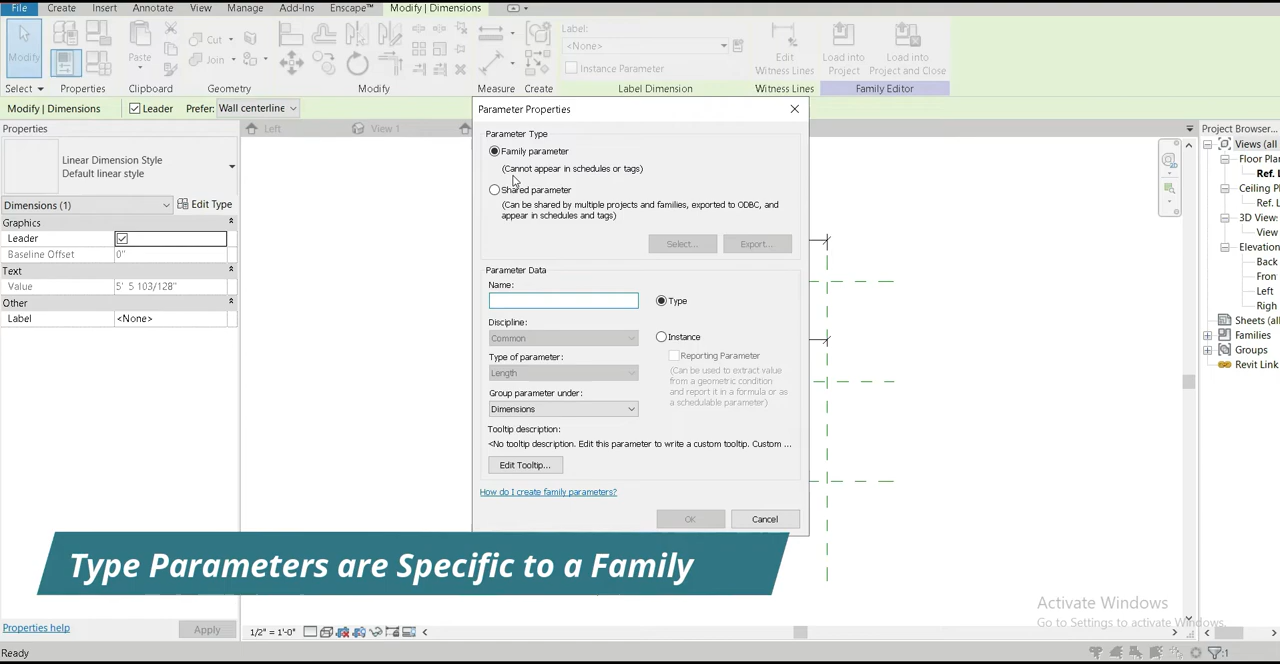 File Create Insert Annotate View Manage Add-Ins Enscape™ Modify | Dimensions
Label:
<None>
Instance Parameter
Modify
Cut
Join
Paste
Edit
Witness Lines
Load into
Project
Load into
Project and Close
Select Properties Clipboard Geometry Modify Measure Create Label Dimension Witness Lines Family Editor
Modify | Dimensions Leader Prefer: Wall centerline
Properties
Left View 1
Linear Dimension Style
Default linear style
Dimensions (1) Edit Type
Graphics
Leader
Baseline Offset 0"
Text
Value 5' 5 103/128"
Other
Label <None>
Properties help Apply
Parameter Properties
Parameter Type
Family parameter
(Cannot appear in schedules or tags)
Shared parameter
(Can be shared by multiple projects and families, exported to ODBC, and
appear in schedules and tags)
Select... Export...
Parameter Data
Name:
Type
Discipline:
Common
Instance
Reporting Parameter
(Can be used to extract value
from a geometric condition
and report it in a formula or as
a schedulable parameter)
Type of parameter:
Length
Group parameter under:
Dimensions
Tooltip description:
<No tooltip description. Edit this parameter to write a custom tooltip. Custom ...
Edit Tooltip...
How do I create family parameters?
OK Cancel
Project Browser...
Views (all
Floor Plan
Ref. L
Ceiling P
Ref. L
3D Views
View
Elevation
Back
Fron
Left
Righ
Sheets (all
Families
Groups
Revit Link
Type Parameters are Specific to a Family
Activate Windows
Go to Settings to activate Windows.
1/2" = 1'-0"
Ready
:1